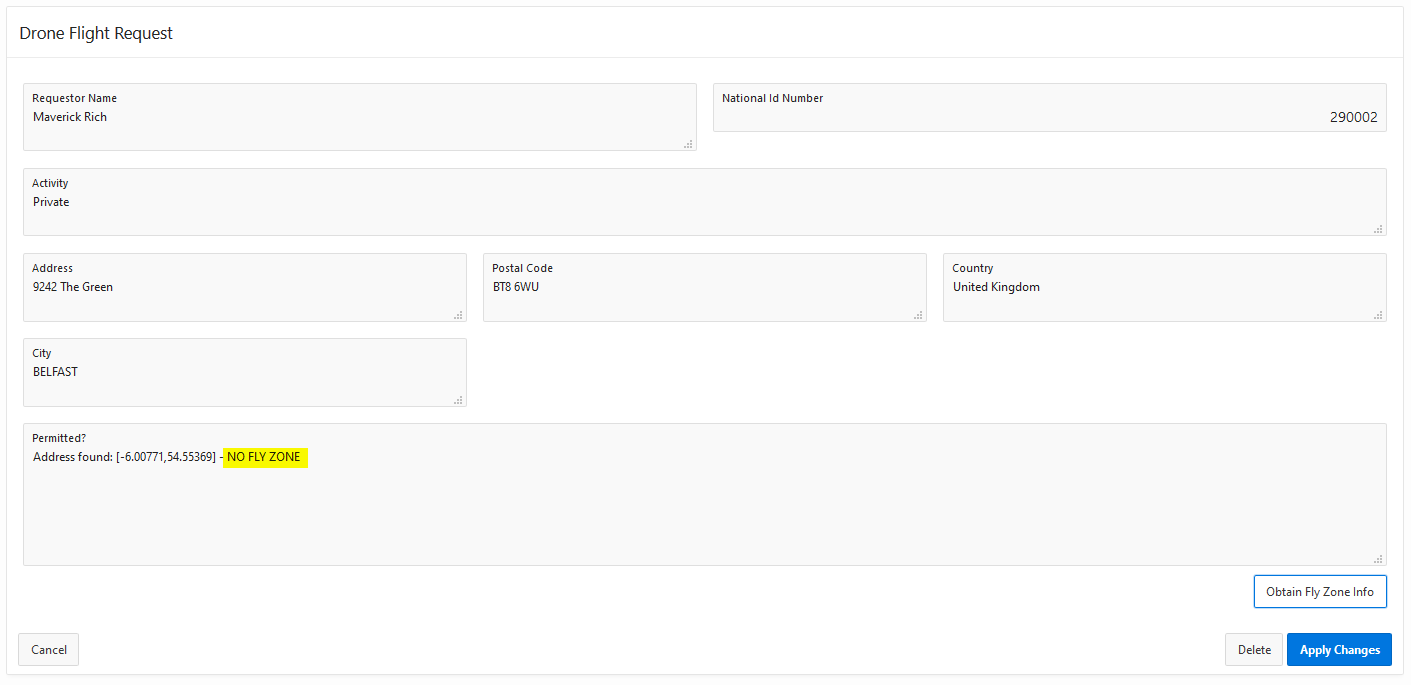 Drone Flight Request
Requestor Name
Maverick Rich
National Id Number
290002
Activity
Private
Address
9242 The Green
Postal Code
BT8 6WU
Country
United Kingdom
City
BELFAST
Permitted?
Address found: [-6.00771,54.55369] - NO FLY ZONE
Obtain Fly Zone Info
Cancel
Delete
Apply Changes